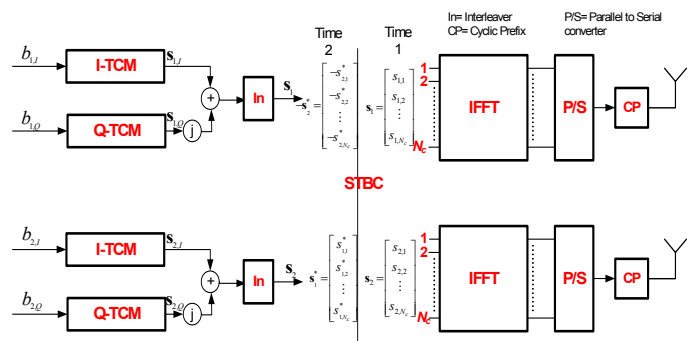 Time
2
Time
1
In= Interleaver
CP= Cyclic Prefix
P/S= Parallel to Serial
converter
b1,I
I-TCM
s1,I
+
In
s1
b1,Q
Q-TCM
s1,Q
j
−s*2 = [−s*2,1
−s*2,2
⋯
−s*2,Nc]
s1 = [s1,1
s1,2
⋯
s1,Nc]
1
2
Nc
IFFT
P/S
CP
STBC
b2,I
I-TCM
s2,I
+
In
s2
b2,Q
Q-TCM
s2,Q
j
s*1 = [s*1,1
s*1,2
⋯
s*1,Nc]
s2 = [s2,1
s2,2
⋯
s2,Nc]
1
2
Nc
IFFT
P/S
CP